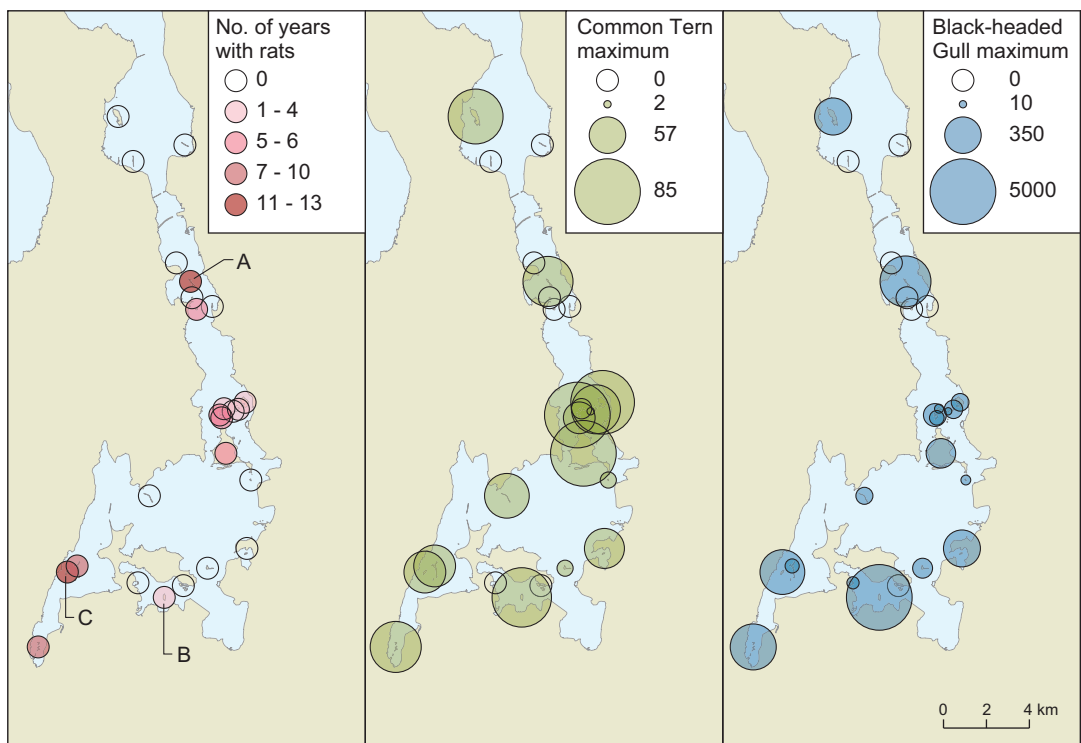 No. of years
with rats
0
1 - 4
5 - 6
7 - 10
11 - 13
A
C
B
Common Tern
maximum
0
2
57
85
Black-headed
Gull maximum
0
10
350
5000
0 2 4 km